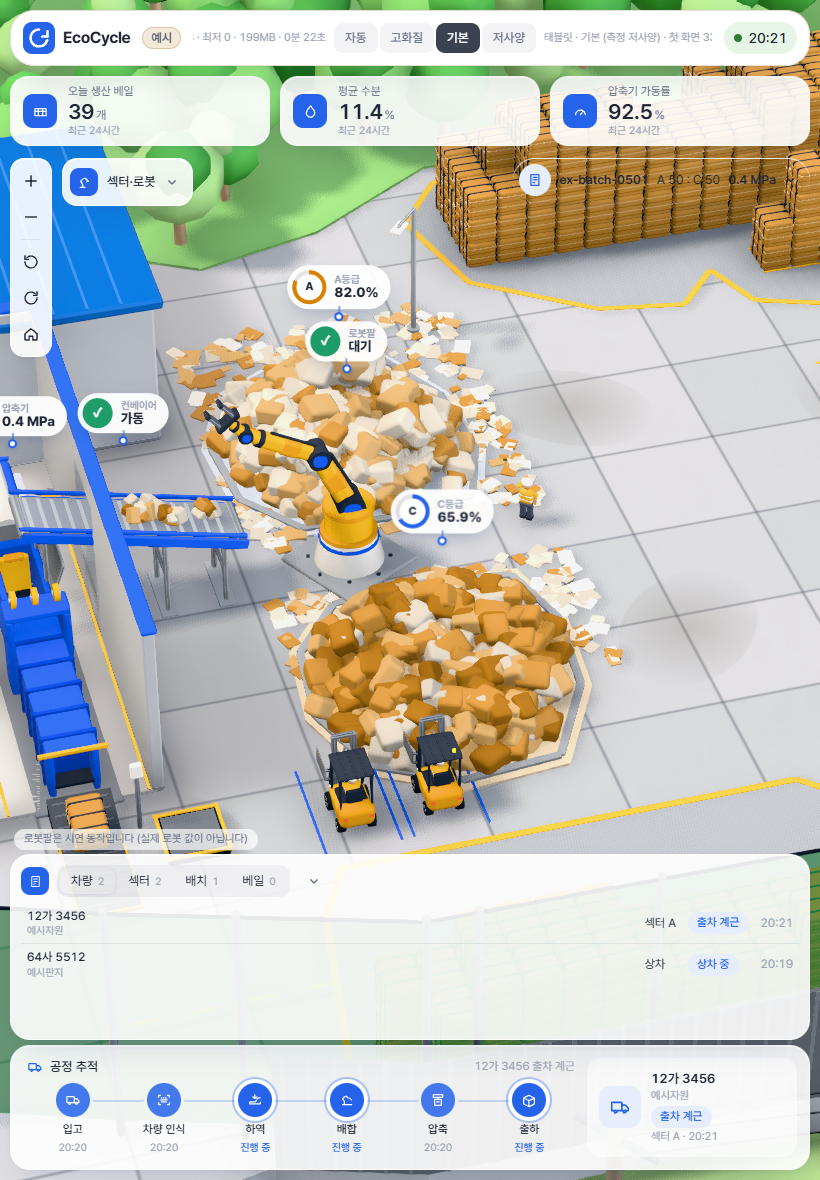 EcoCycle
예시
· 최저 0 · 199MB · 0분 22초
자동
고화질
기본
저사양
태블릿 · 기본 (측정 저사양) · 첫 화면
20:21
오늘 생산 베일
39개
최근 24시간
평균 수분
11.4%
최근 24시간
압축기 가동률
92.5%
최근 24시간
섹터·로봇
ex-batch-0501 A 50 : C 50 0.4 MPa
A
A등급
82.0%
로봇팔
대기
압축기
0.4 MPa
컨베이어
가동
C
C등급
65.9%
로봇팔은 시연 동작입니다 (실제 로봇 값이 아닙니다)
차량 2
섹터 2
배치 1
베일 0
12가 3456
예시자원
섹터 A
출차 계근
20:21
64사 5512
예시판지
상차
상차 중
20:19
공정 추적
12가 3456 출차 계근
입고
20:20
차량 인식
20:20
하역
진행 중
배합
진행 중
압축
20:20
출하
진행 중
12가 3456
예시자원
출차 계근
섹터 A · 20:21